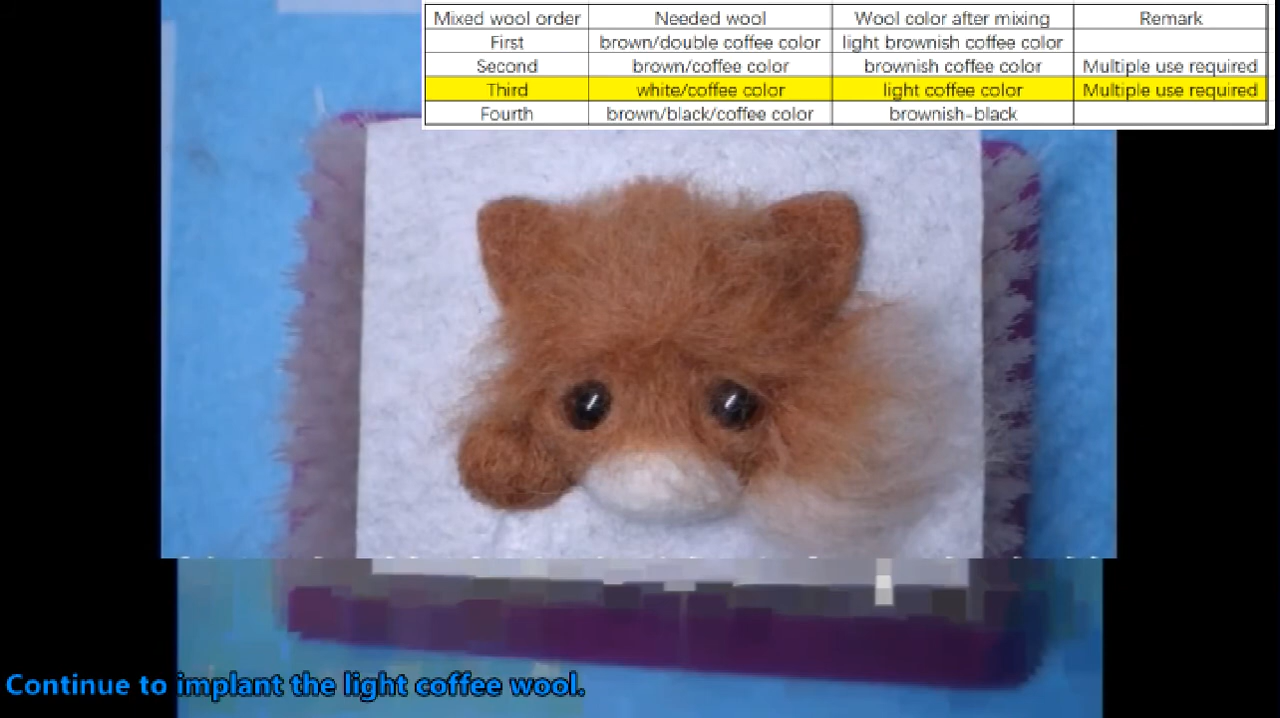 Mixed wool order Needed wool Wool color after mixing Remark
First brown/double coffee color light brownish coffee color
Second brown/coffee color brownish coffee color Multiple use required
Third white/coffee color light coffee color Multiple use required
Fourth brown/black/coffee color brownish-black
Continue to implant the light coffee wool.